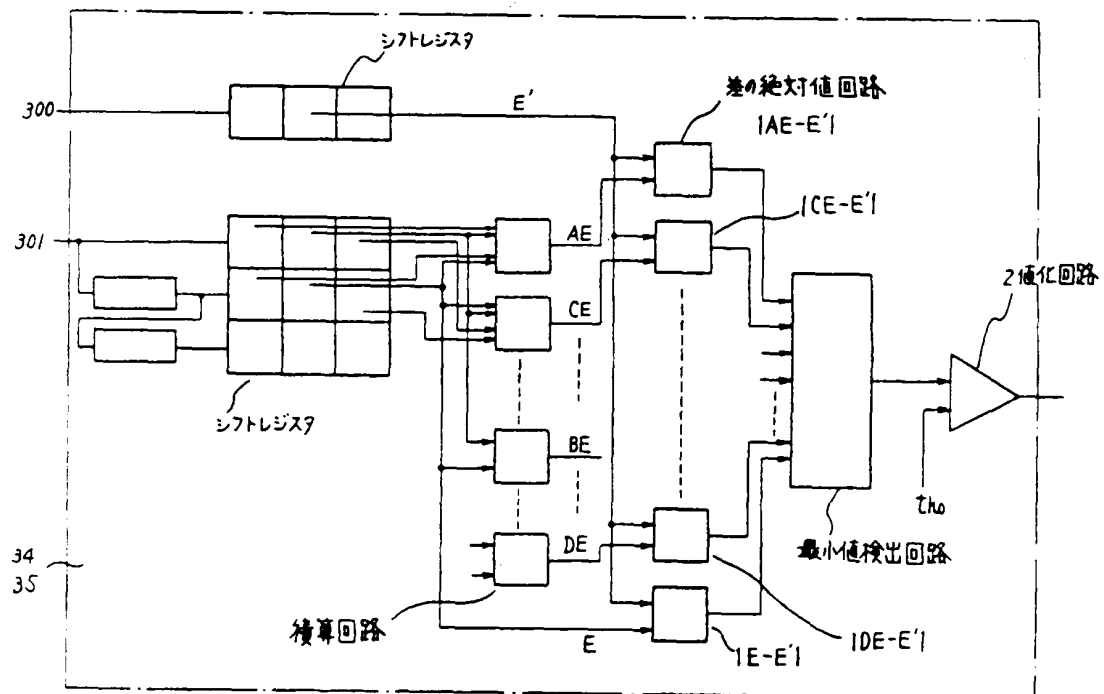 シフトレジスタ
300
E'
差の絶対値回路
|AE-E'|
301
AE
|CE-E'|
CE
2値化回路
シフトレジスタ
BE
tho
34
35
DE
最小値検出回路
積算回路
E
|E-E'|
|DE-E'|